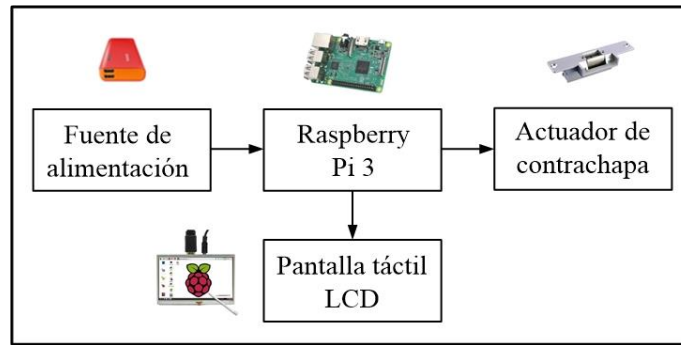 Fuente de
alimentación
Raspberry
Pi 3
Actuador de
contrachapa
Pantalla táctil
LCD